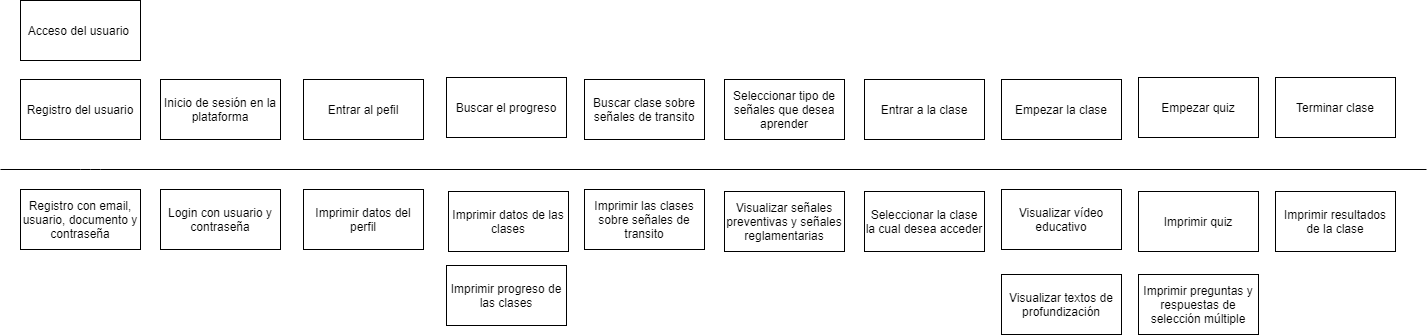 Acceso del usuario
Registro del usuario
Inicio de sesión en la
plataforma
Entrar al pefil
Buscar el progreso
Buscar clase sobre
señales de transito
Seleccionar tipo de
señales que desea
aprender
Entrar a la clase
Empezar la clase
Empezar quiz
Terminar clase
Registro con email,
usuario, documento y
contraseña
Login con usuario y
contraseña
Imprimir datos del
perfil
Imprimir datos de las
clases
Imprimir las clases
sobre señales de
transito
Visualizar señales
preventivas y señales
reglamentarias
Seleccionar la clase
la cual desea acceder
Visualizar vídeo
educativo
Imprimir quiz
Imprimir resultados
de la clase
Imprimir progreso de
las clases
Visualizar textos de
profundización
Imprimir preguntas y
respuestas de
selección múltiple